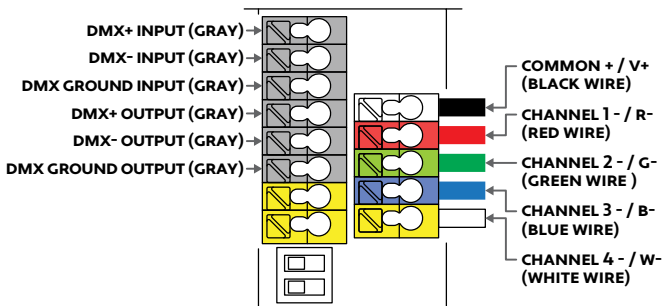 DMX+ INPUT (GRAY)
DMX- INPUT (GRAY)
DMX GROUND INPUT (GRAY)
DMX+ OUTPUT (GRAY)
DMX- OUTPUT (GRAY)
DMX GROUND OUTPUT (GRAY)
COMMON + / V+
(BLACK WIRE)
CHANNEL 1 - / R-
(RED WIRE)
CHANNEL 2 - / G-
(GREEN WIRE )
CHANNEL 3 - / B-
(BLUE WIRE)
CHANNEL 4 - / W-
(WHITE WIRE)